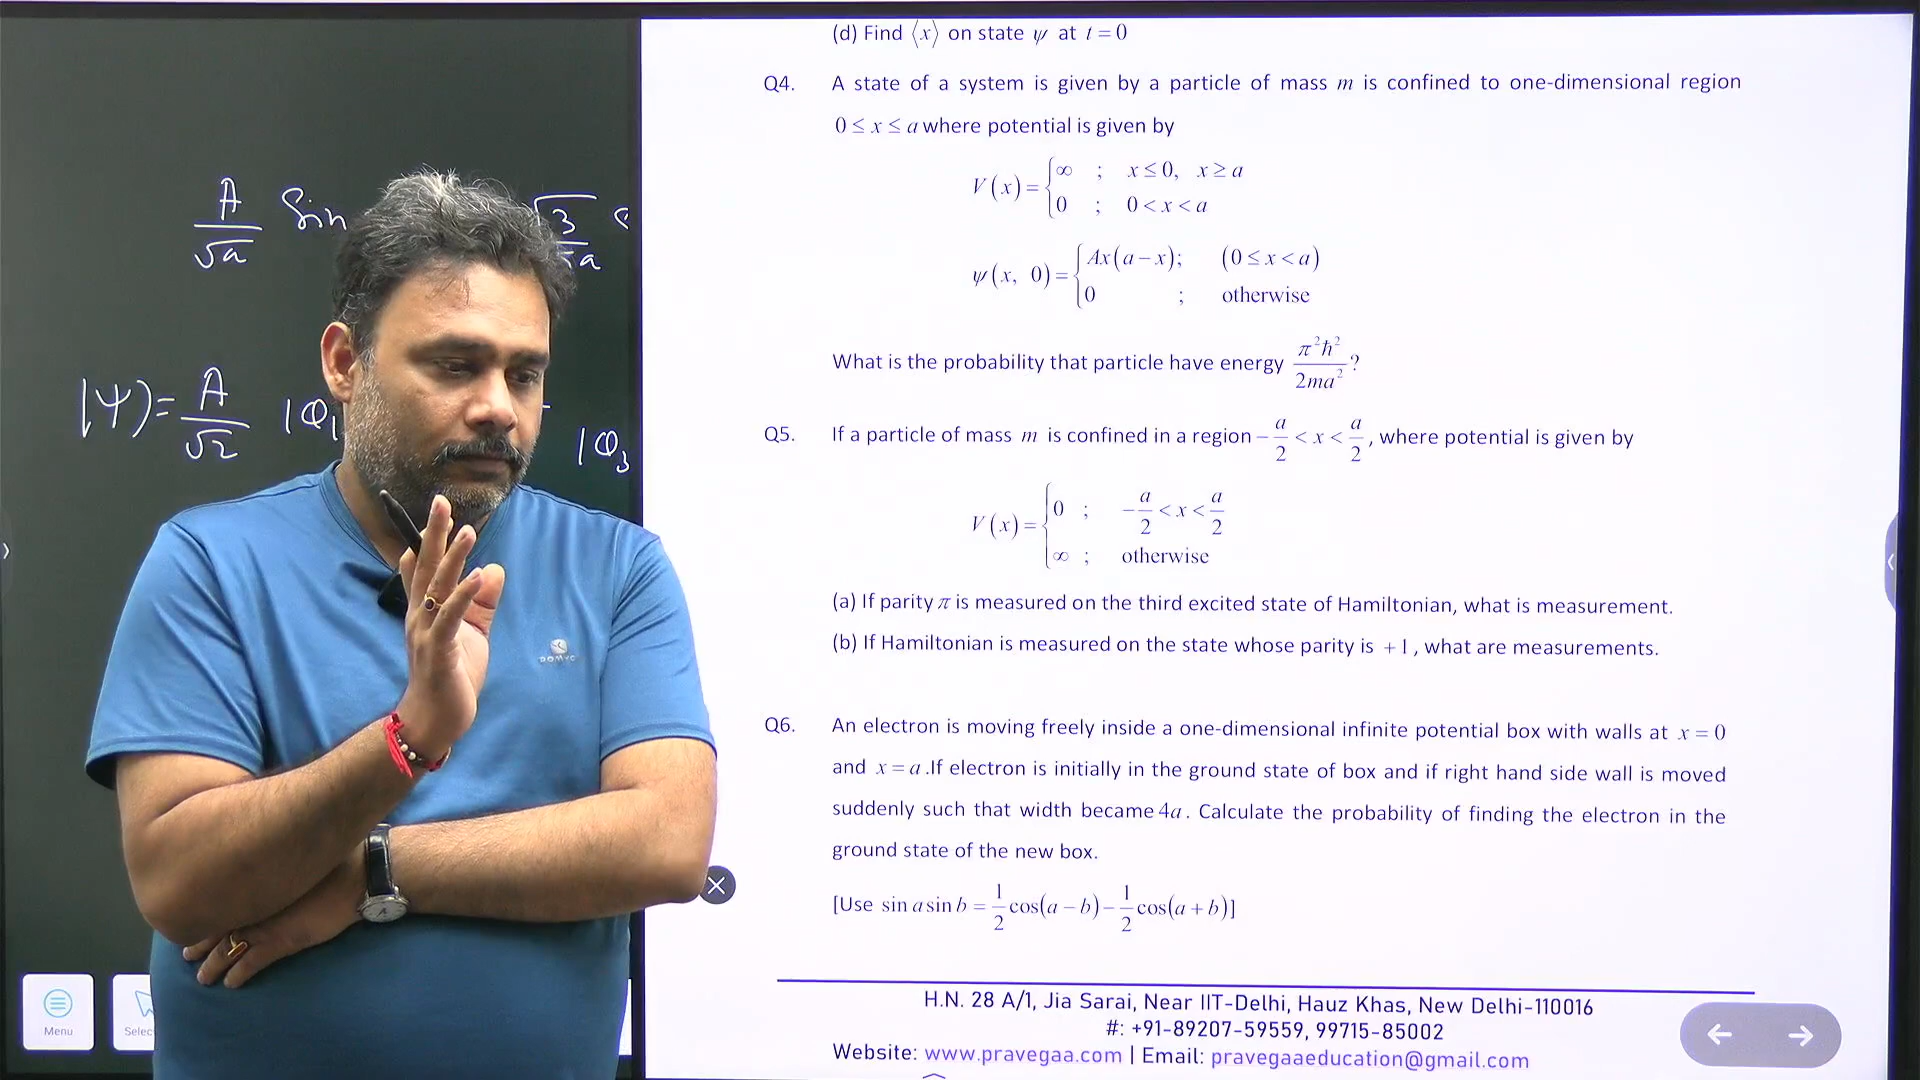 A/√a Sin √3/√a
|Ψ⟩ = A/√2 |Φ₁ |Φ₃
DOMYO
Menu
Selec
(d) Find ⟨x⟩ on state ψ at t = 0
Q4. A state of a system is given by a particle of mass m is confined to one-dimensional region
0 ≤ x ≤ a where potential is given by
V(x) = { ∞ ; x ≤ 0, x ≥ a
0 ; 0 < x < a
ψ(x, 0) = { Ax(a − x); (0 ≤ x < a)
0 ; otherwise
What is the probability that particle have energy π²ħ²/2ma² ?
Q5. If a particle of mass m is confined in a region −a/2 < x < a/2, where potential is given by
V(x) = { 0 ; −a/2 < x < a/2
∞ ; otherwise
(a) If parity π is measured on the third excited state of Hamiltonian, what is measurement.
(b) If Hamiltonian is measured on the state whose parity is +1, what are measurements.
Q6. An electron is moving freely inside a one-dimensional infinite potential box with walls at x = 0
and x = a .If electron is initially in the ground state of box and if right hand side wall is moved
suddenly such that width became 4a. Calculate the probability of finding the electron in the
ground state of the new box.
[Use sin a sin b = 1/2 cos(a − b) − 1/2 cos(a + b)]
H.N. 28 A/1, Jia Sarai, Near IIT-Delhi, Hauz Khas, New Delhi-110016
#: +91-89207-59559, 99715-85002
Website: www.pravegaa.com | Email: pravegaaeducation@gmail.com